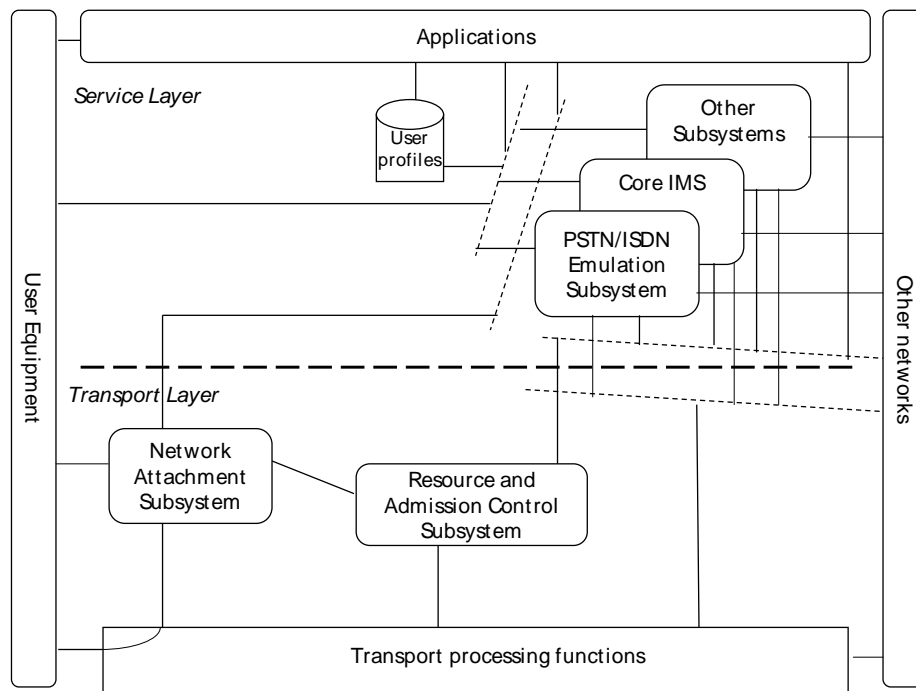 Applications
Service Layer
User
profiles
Other
Subsystems
Core IMS
PSTN/ISDN
Emulation
Subsystem
User Equipment
Other networks
Transport Layer
Network
Attachment
Subsystem
Resource and
Admission Control
Subsystem
Transport processing functions